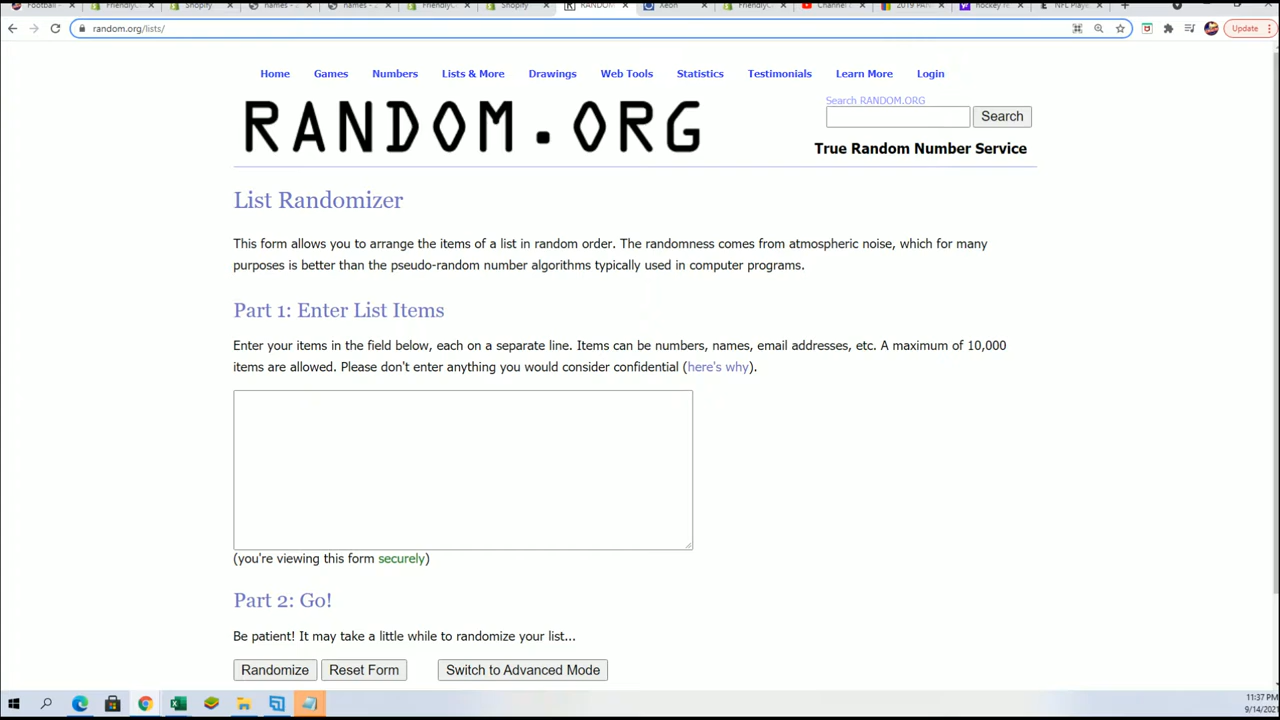 Football -
Shopify
names -
names -
Shopify
RANDOM
Xeon
Channel
2019 PAN
hockey
NFL Play
random.org/lists/
Update
Home Games Numbers Lists & More Drawings Web Tools Statistics Testimonials Learn More Login
RANDOM.ORG
Search RANDOM.ORG
Search
True Random Number Service
List Randomizer
This form allows you to arrange the items of a list in random order. The randomness comes from atmospheric noise, which for many
purposes is better than the pseudo-random number algorithms typically used in computer programs.
Part 1: Enter List Items
Enter your items in the field below, each on a separate line. Items can be numbers, names, email addresses, etc. A maximum of 10,000
items are allowed. Please don't enter anything you would consider confidential (here's why).
(you're viewing this form securely)
Part 2: Go!
Be patient! It may take a little while to randomize your list...
Randomize Reset Form Switch to Advanced Mode
11:37 PM